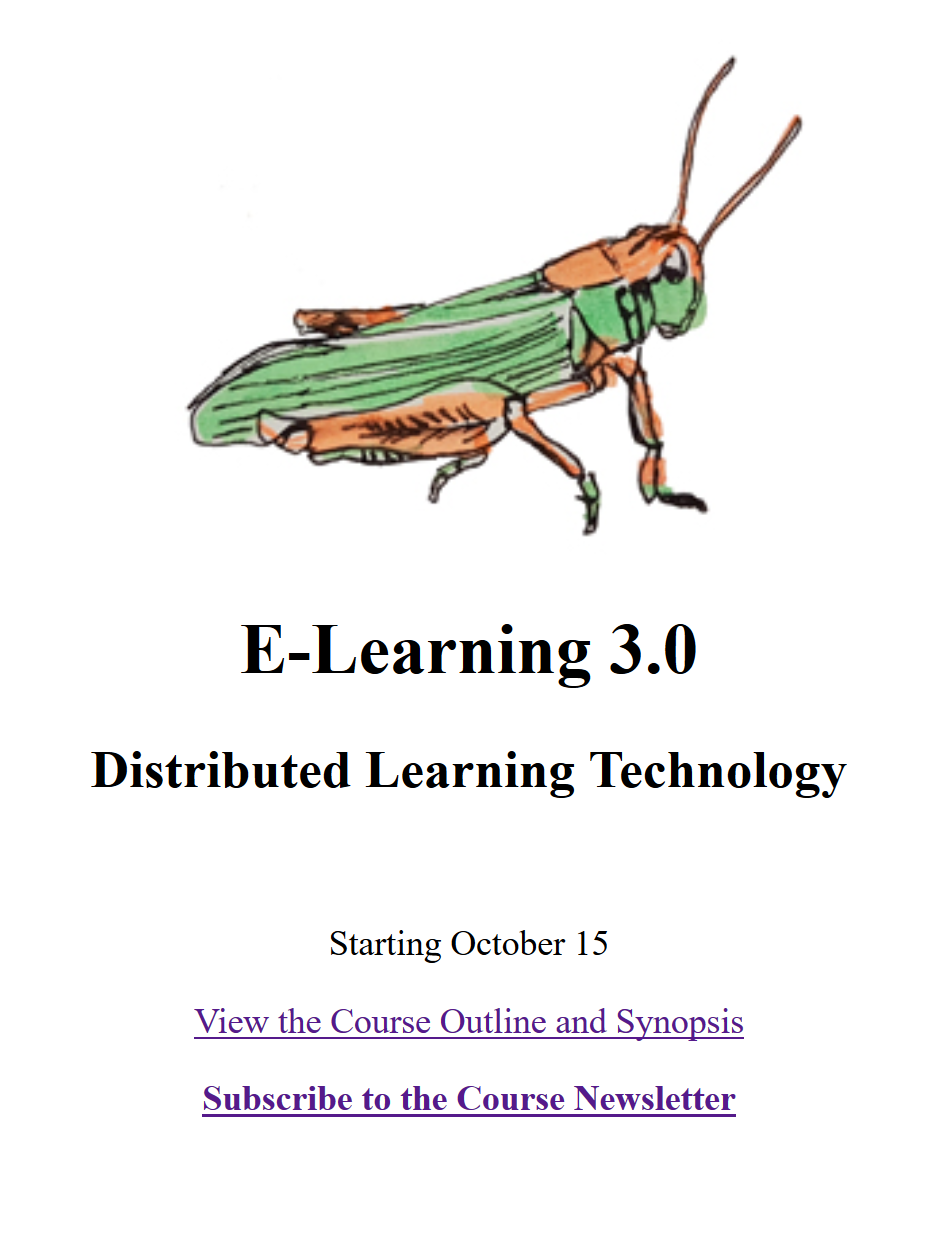 E-Learning 3.0
Distributed Learning Technology
Starting October 15
View the Course Outline and Synopsis
Subscribe to the Course Newsletter